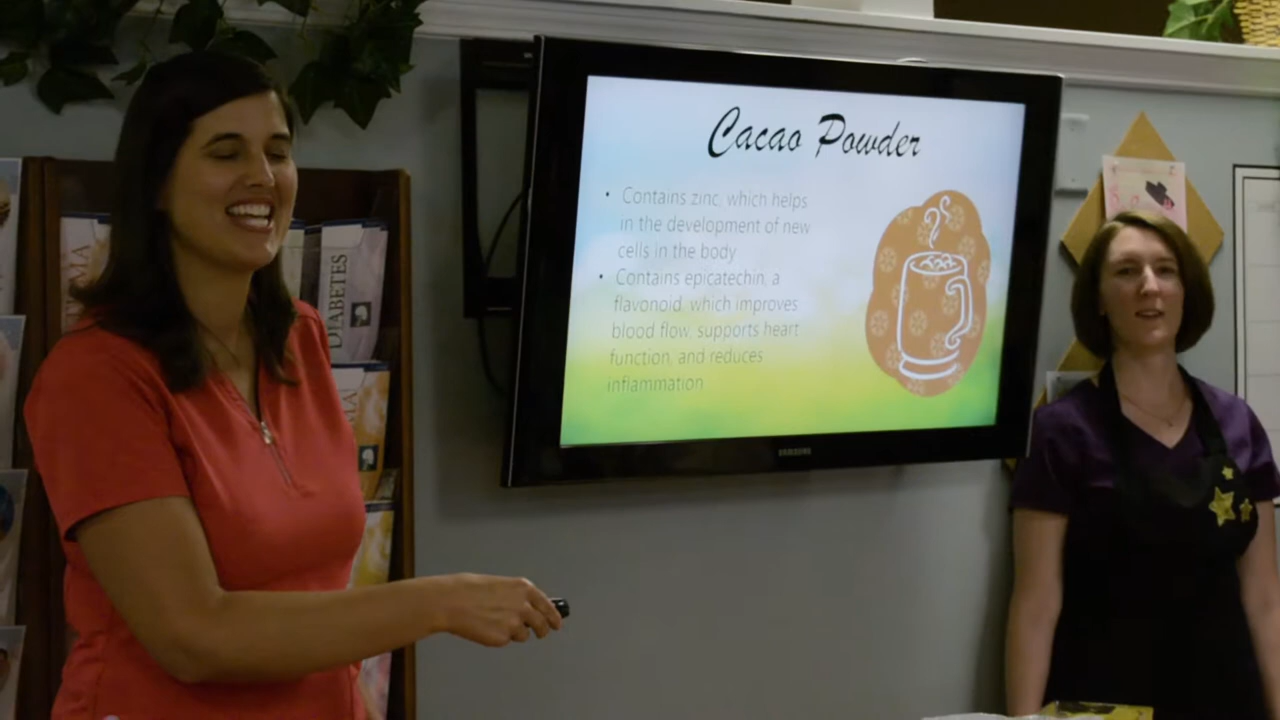 Cacao Powder
• Contains zinc, which helps
in the development of new
cells in the body
• Contains epicatechin, a
flavonoid, which improves
blood flow, supports heart
function, and reduces
inflammation
SAMSUNG
DIABETES